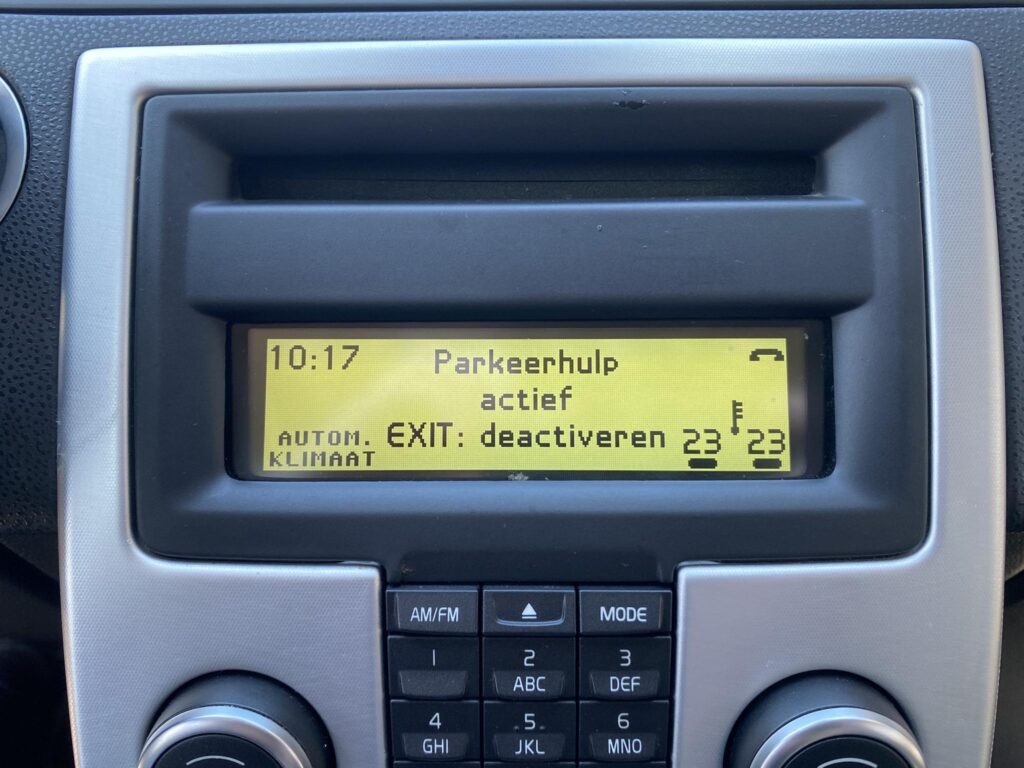 10:17 Parkeerhulp
actief
AUTOM. EXIT: deactiveren 23 23
KLIMAAT
AM/FM MODE
1 2 3
ABC DEF
4 5 6
GHI JKL MNO